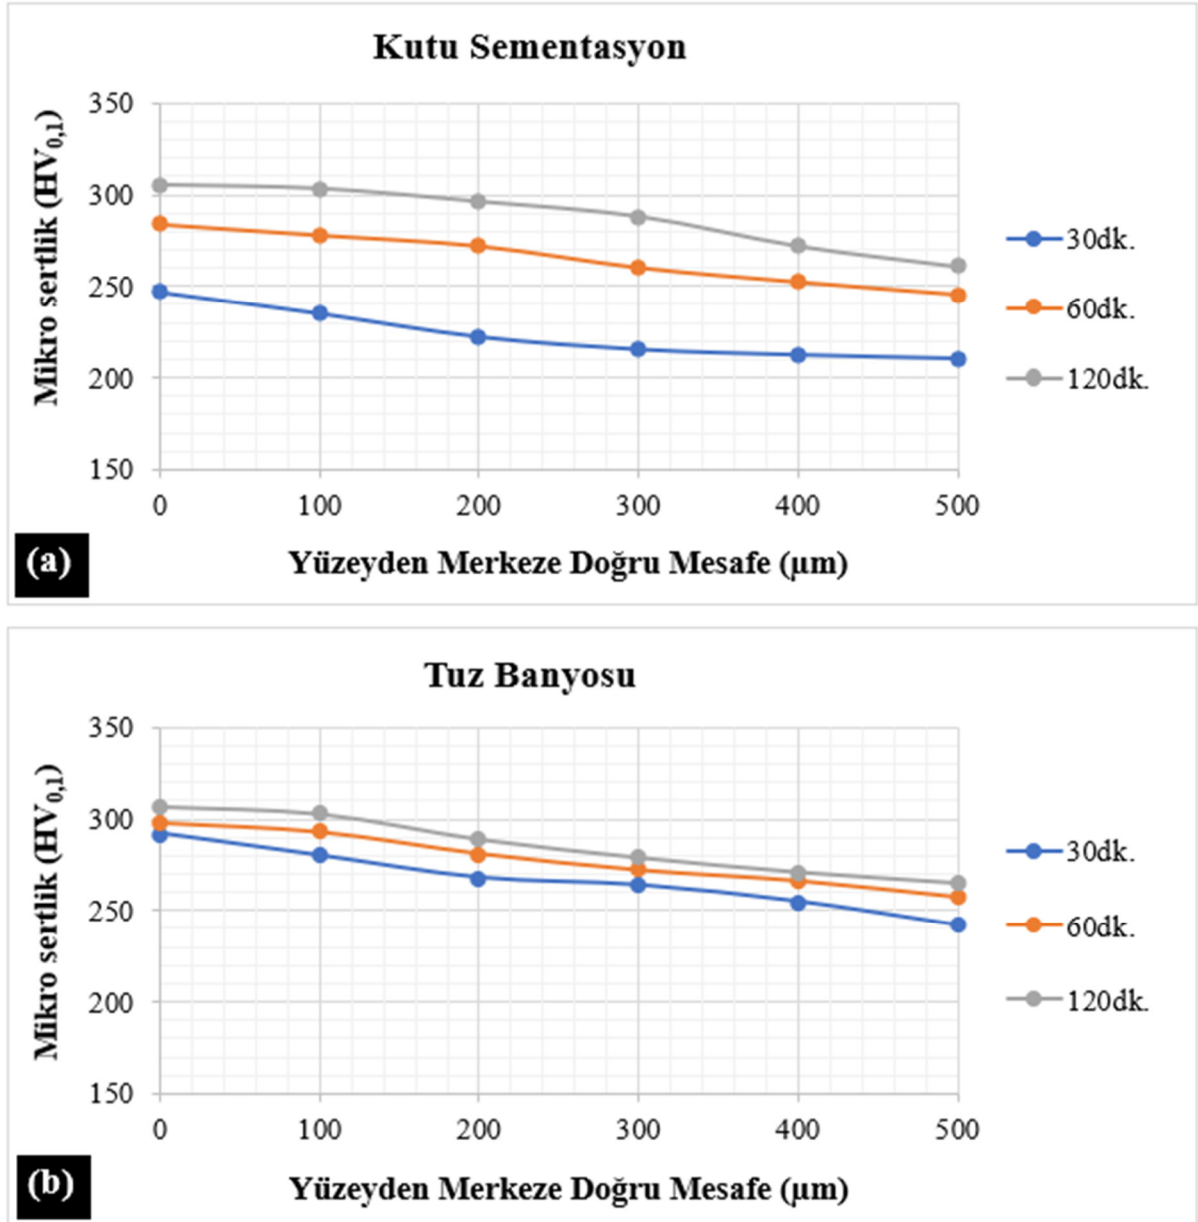 Kutu Sementasyon
350
300
250
200
150
Mikro sertlik (HV0,1)
0 100 200 300 400 500
Yüzeyden Merkeze Doğru Mesafe (µm)
30dk.
60dk.
120dk.
(a)
Tuz Banyosu
350
300
250
200
150
Mikro sertlik (HV0,1)
0 100 200 300 400 500
Yüzeyden Merkeze Doğru Mesafe (µm)
30dk.
60dk.
120dk.
(b)